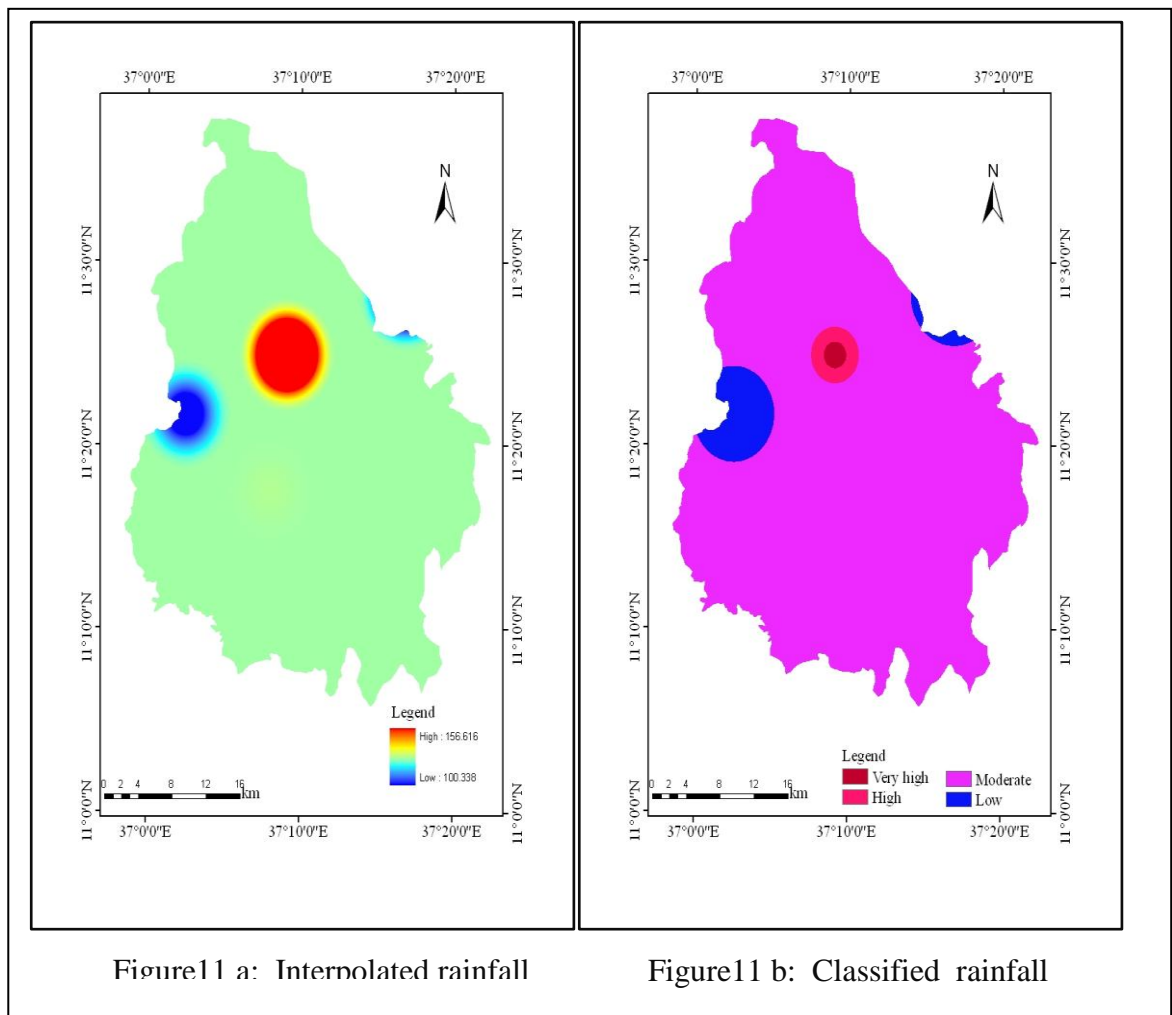 37°0'0"E 37°10'0"E 37°20'0"E
N
11°30'0"N 11°30'0"N
11°20'0"N 11°20'0"N
11°10'0"N 11°10'0"N
11°0'0"N 11°0'0"N
Legend
High : 156.616
Low : 100.338
0 2 4 8 12 16
km
37°0'0"E 37°10'0"E 37°20'0"E
Figure11 a: Interpolated rainfall
37°0'0"E 37°10'0"E 37°20'0"E
N
11°30'0"N 11°30'0"N
11°20'0"N 11°20'0"N
11°10'0"N 11°10'0"N
11°0'0"N 11°0'0"N
Legend
Very high Moderate
High Low
0 2 4 8 12 16
km
37°0'0"E 37°10'0"E 37°20'0"E
Figure11 b: Classified rainfall